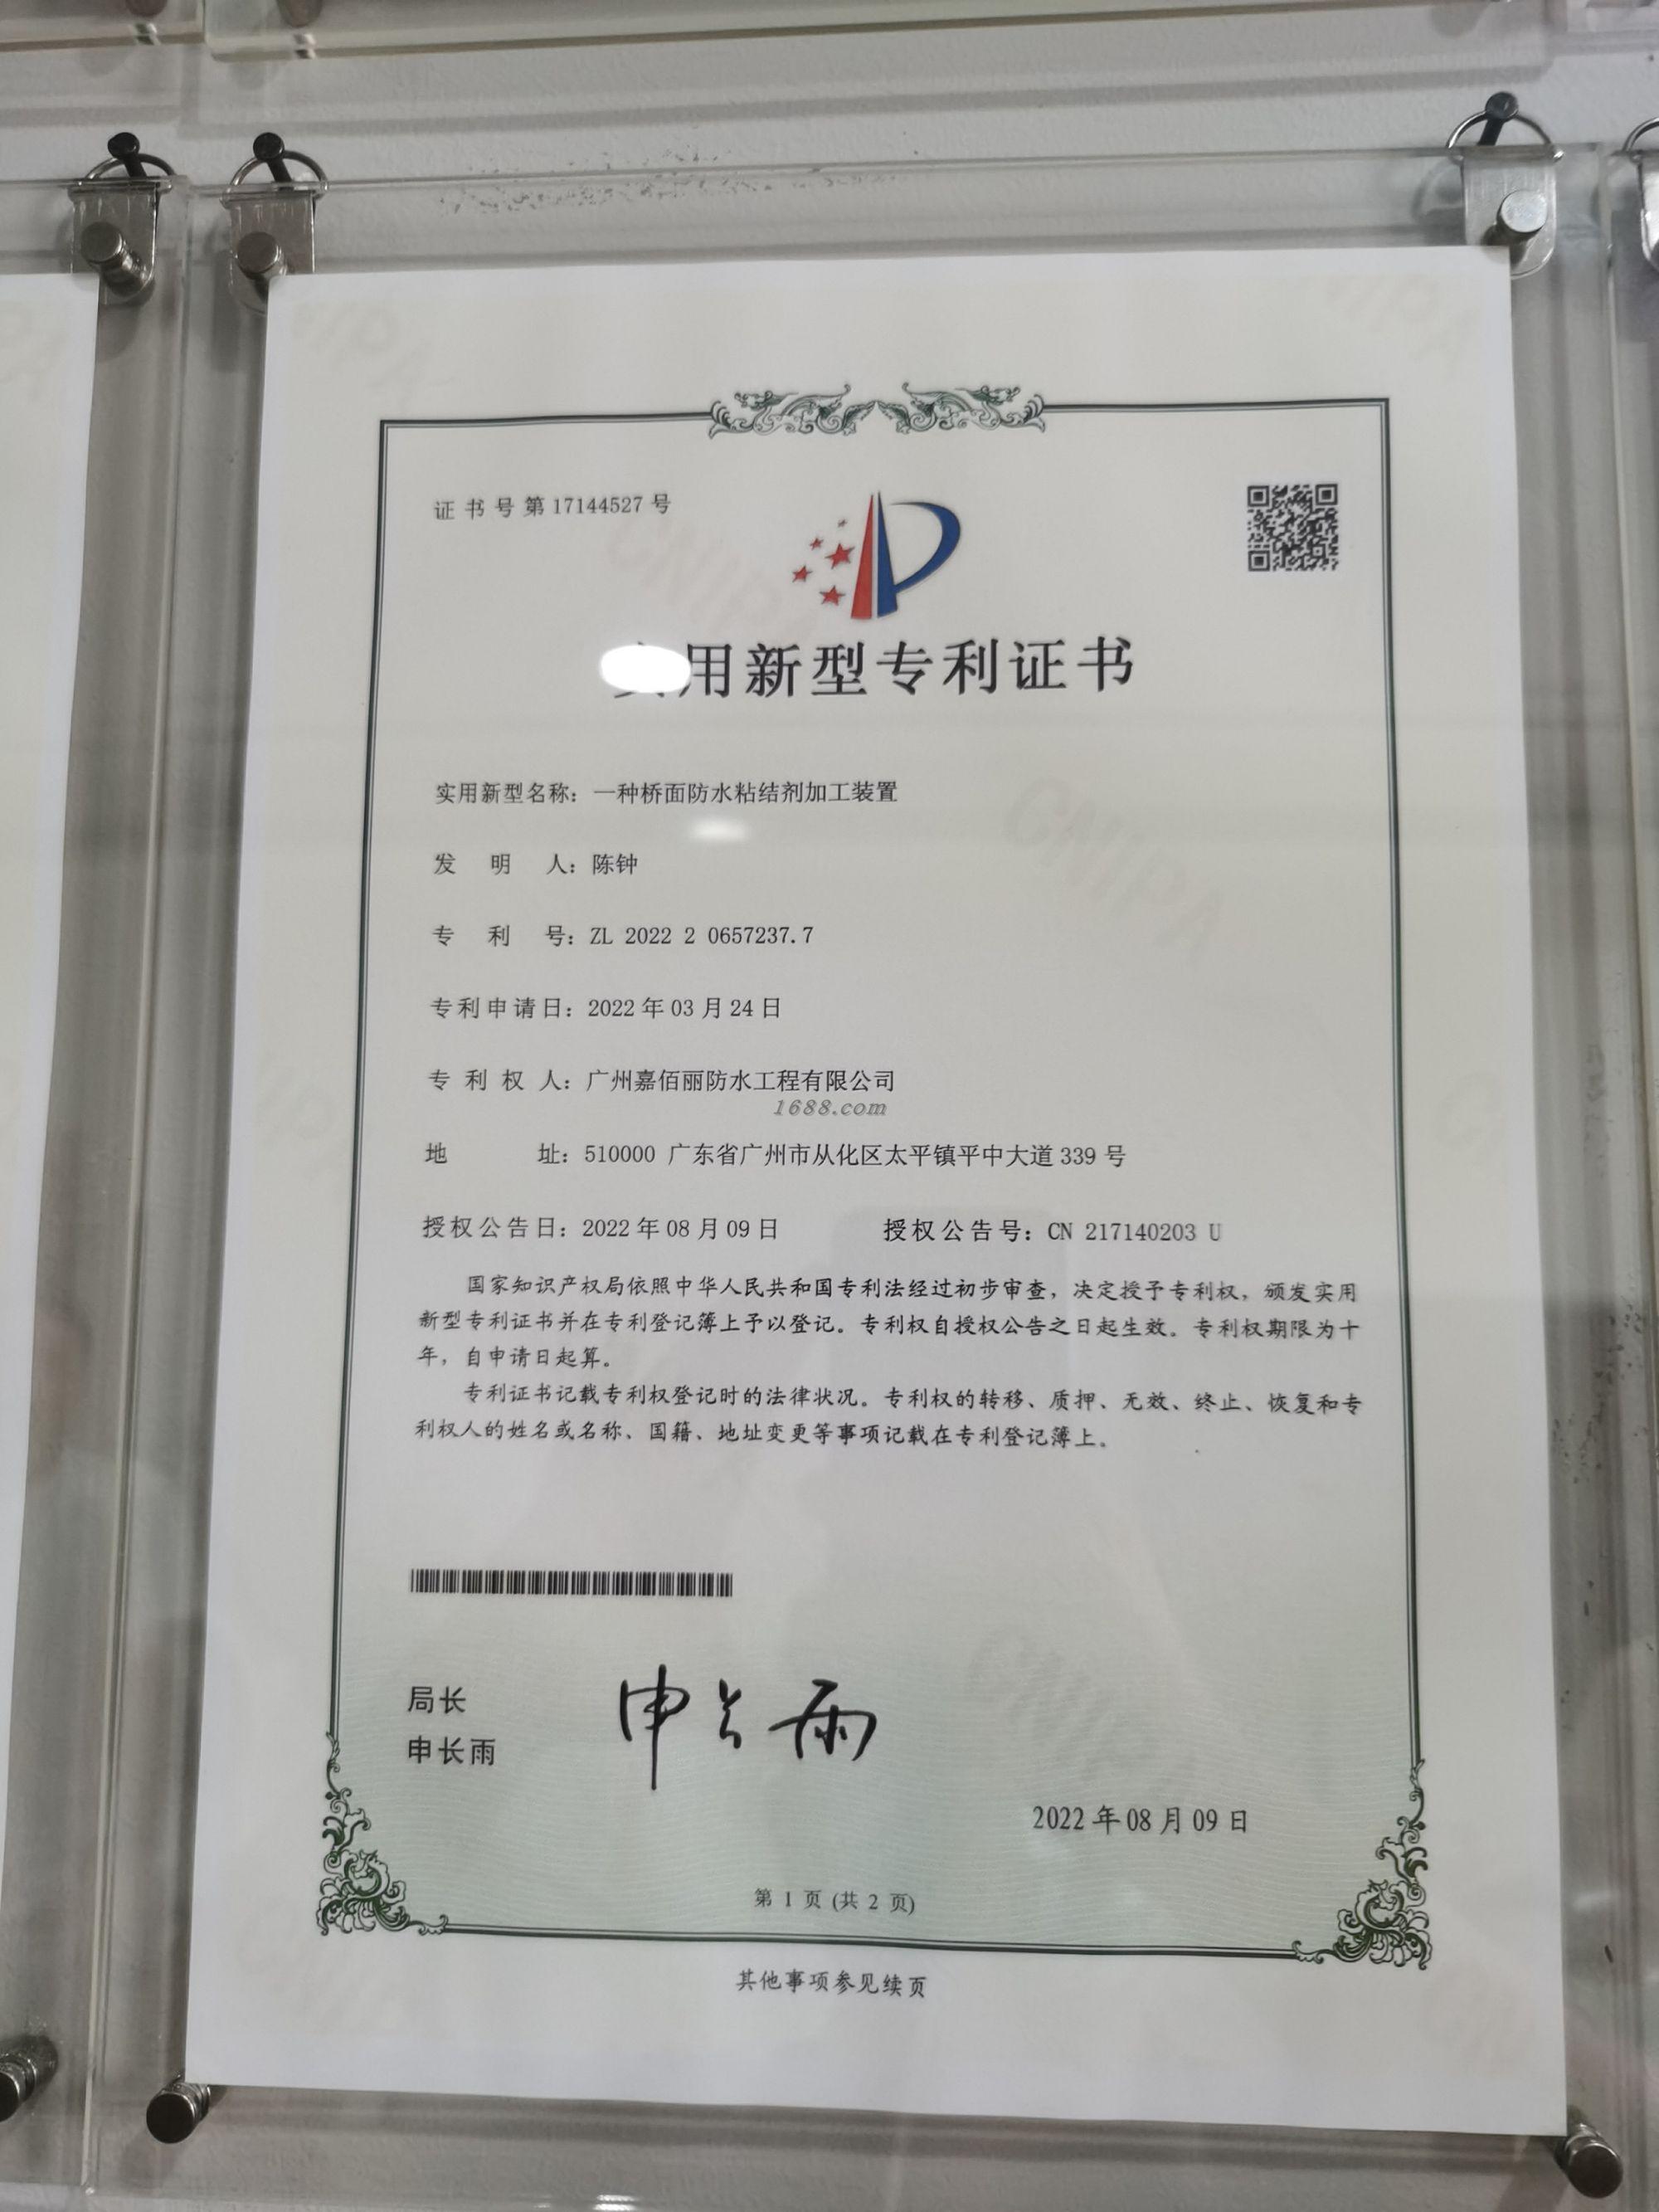 证书号第17144527号
实用新型专利证书
实用新型名称：一种桥面防水粘结剂加工装置
发明人：陈钟
专利号：ZL 2022 2 0657237.7
专利申请日：2022年03月24日
专利权人：广州嘉佰丽防水工程有限公司
1688.com
地址：510000 广东省广州市从化区太平镇平中大道339号
授权公告日：2022年08月09日 授权公告号：CN 217140203 U
国家知识产权局依照中华人民共和国专利法经过初步审查，决定授予专利权，颁发实用
新型专利证书并在专利登记簿上予以登记。专利权自授权公告之日起生效。专利权期限为十
年，自申请日起算。
专利证书记载专利权登记时的法律状况。专利权的转移、质押、无效、终止、恢复和专
利权人的姓名或名称、国籍、地址变更等事项记载在专利登记簿上。
局长
申长雨
申长雨
2022年08月09日
第 1 页 (共 2 页)
其他事项参见续页
CNIPA
CNIPA
CNIPA